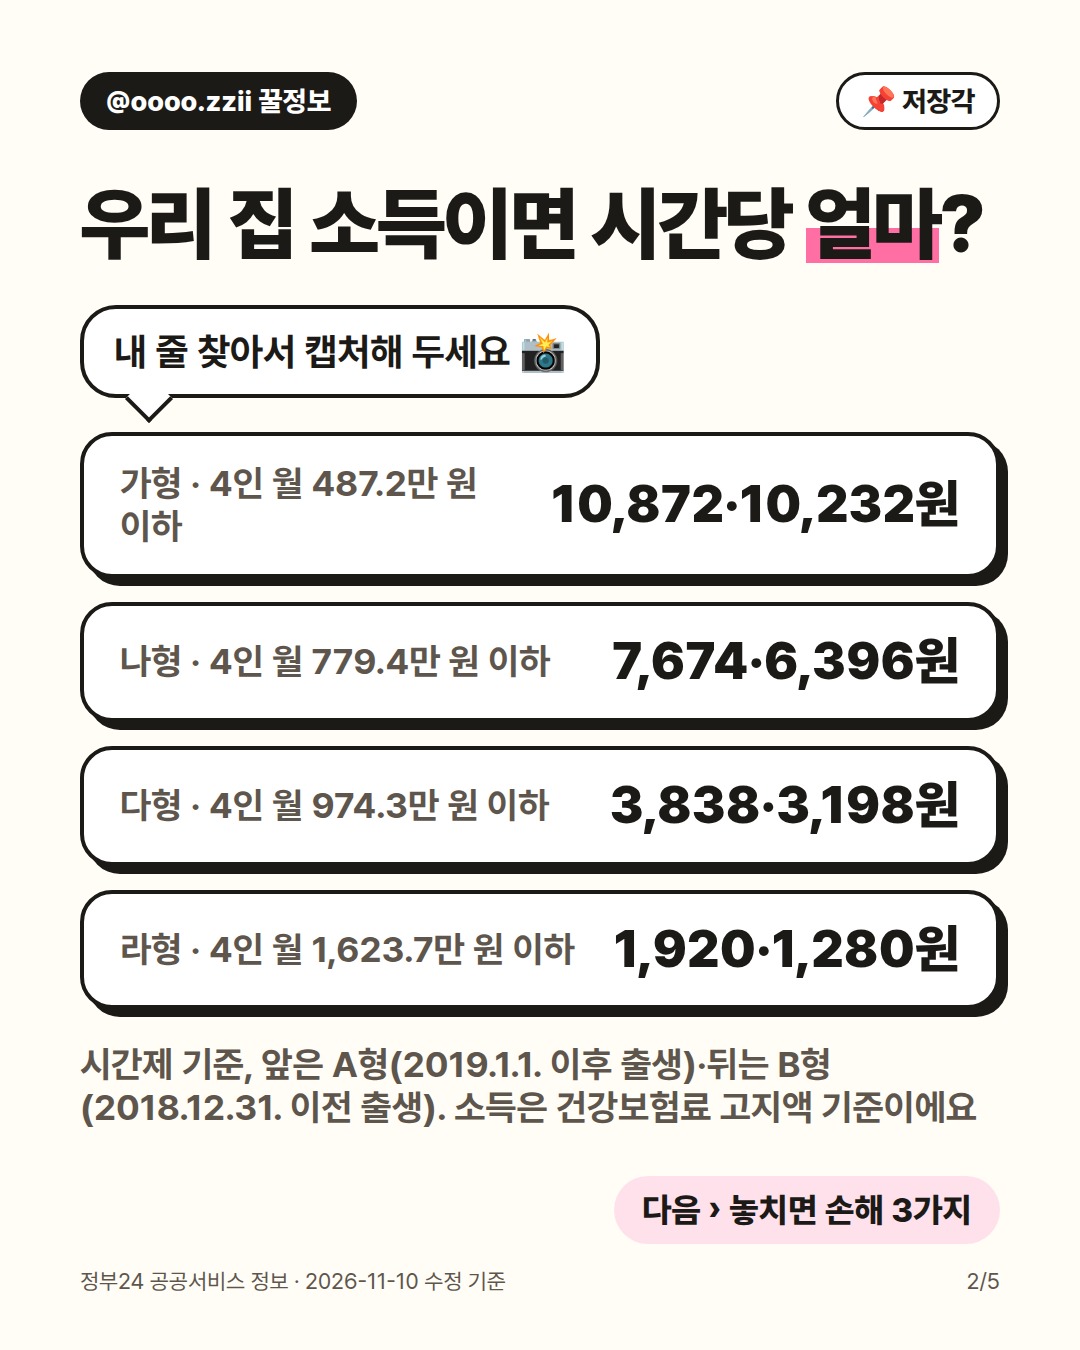 @oooo.zzii 꿀정보
📌 저장각
우리 집 소득이면 시간당 얼마?
내 줄 찾아서 캡처해 두세요 📸
가형 · 4인 월 487.2만 원
이하
10,872·10,232원
나형 · 4인 월 779.4만 원 이하
7,674·6,396원
다형 · 4인 월 974.3만 원 이하
3,838·3,198원
라형 · 4인 월 1,623.7만 원 이하
1,920·1,280원
시간제 기준, 앞은 A형(2019.1.1. 이후 출생)·뒤는 B형
(2018.12.31. 이전 출생). 소득은 건강보험료 고지액 기준이에요
다음 › 놓치면 손해 3가지
정부24 공공서비스 정보 · 2026-11-10 수정 기준
2/5